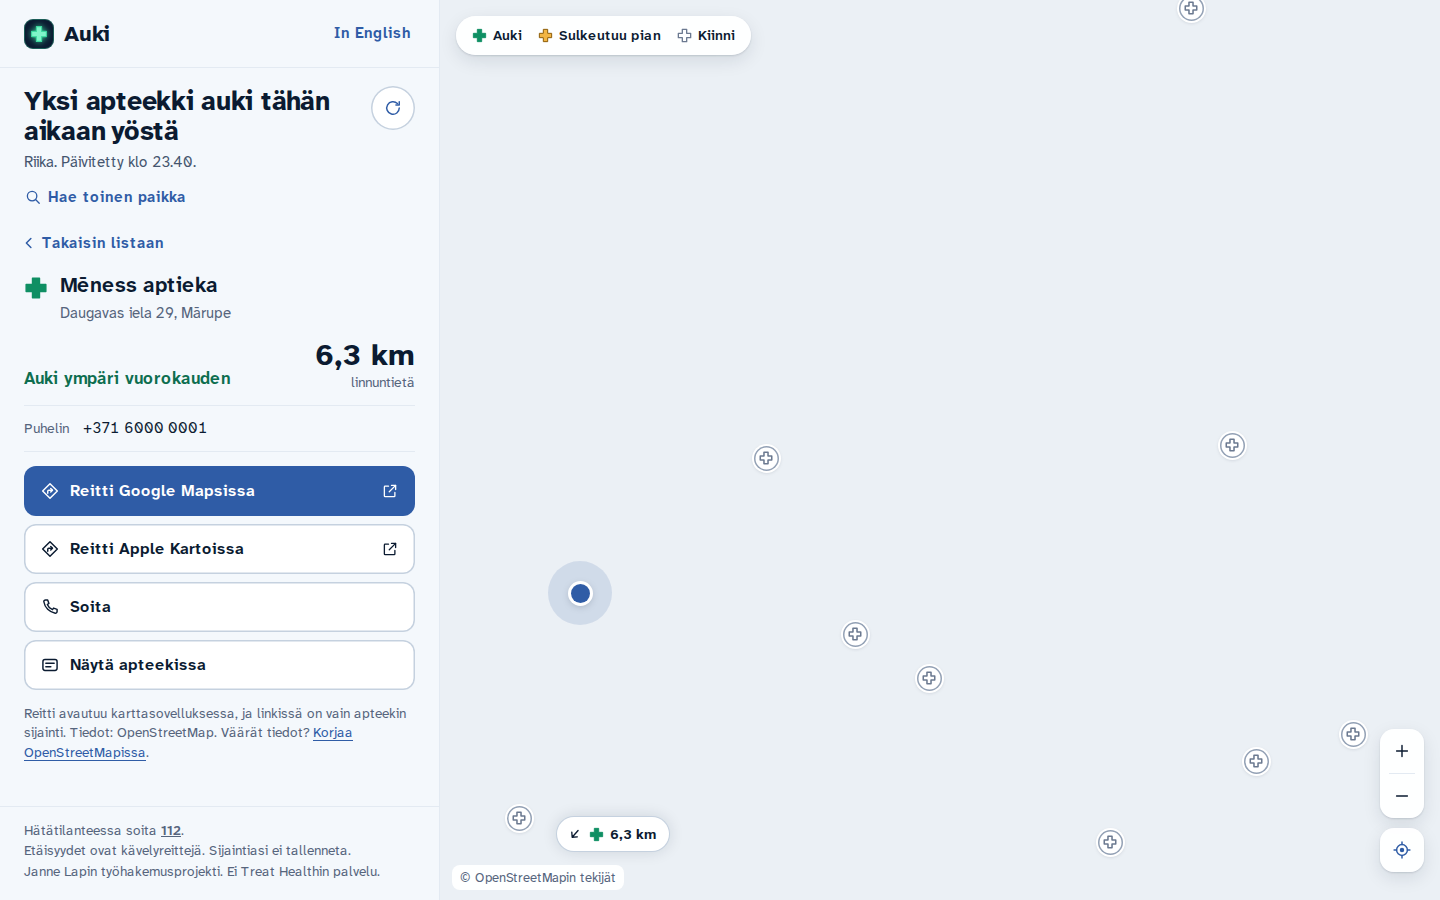 Auki
In English
Yksi apteekki auki tähän
aikaan yöstä
Riika. Päivitetty klo 23.40.
Hae toinen paikka
Takaisin listaan
Mēness aptieka
Daugavas iela 29, Mārupe
Auki ympäri vuorokauden
6,3 km
linnuntietä
Puhelin +371 6000 0001
Reitti Google Mapsissa
Reitti Apple Kartoissa
Soita
Näytä apteekissa
Reitti avautuu karttasovelluksessa, ja linkissä on vain apteekin
sijainti. Tiedot: OpenStreetMap. Väärät tiedot? Korjaa
OpenStreetMapissa.
Hätätilanteessa soita 112.
Etäisyydet ovat kävelyreittejä. Sijaintiasi ei tallenneta.
Janne Lapin työhakemusprojekti. Ei Treat Healthin palvelu.
Auki Sulkeutuu pian Kiinni
6,3 km
© OpenStreetMapin tekijät